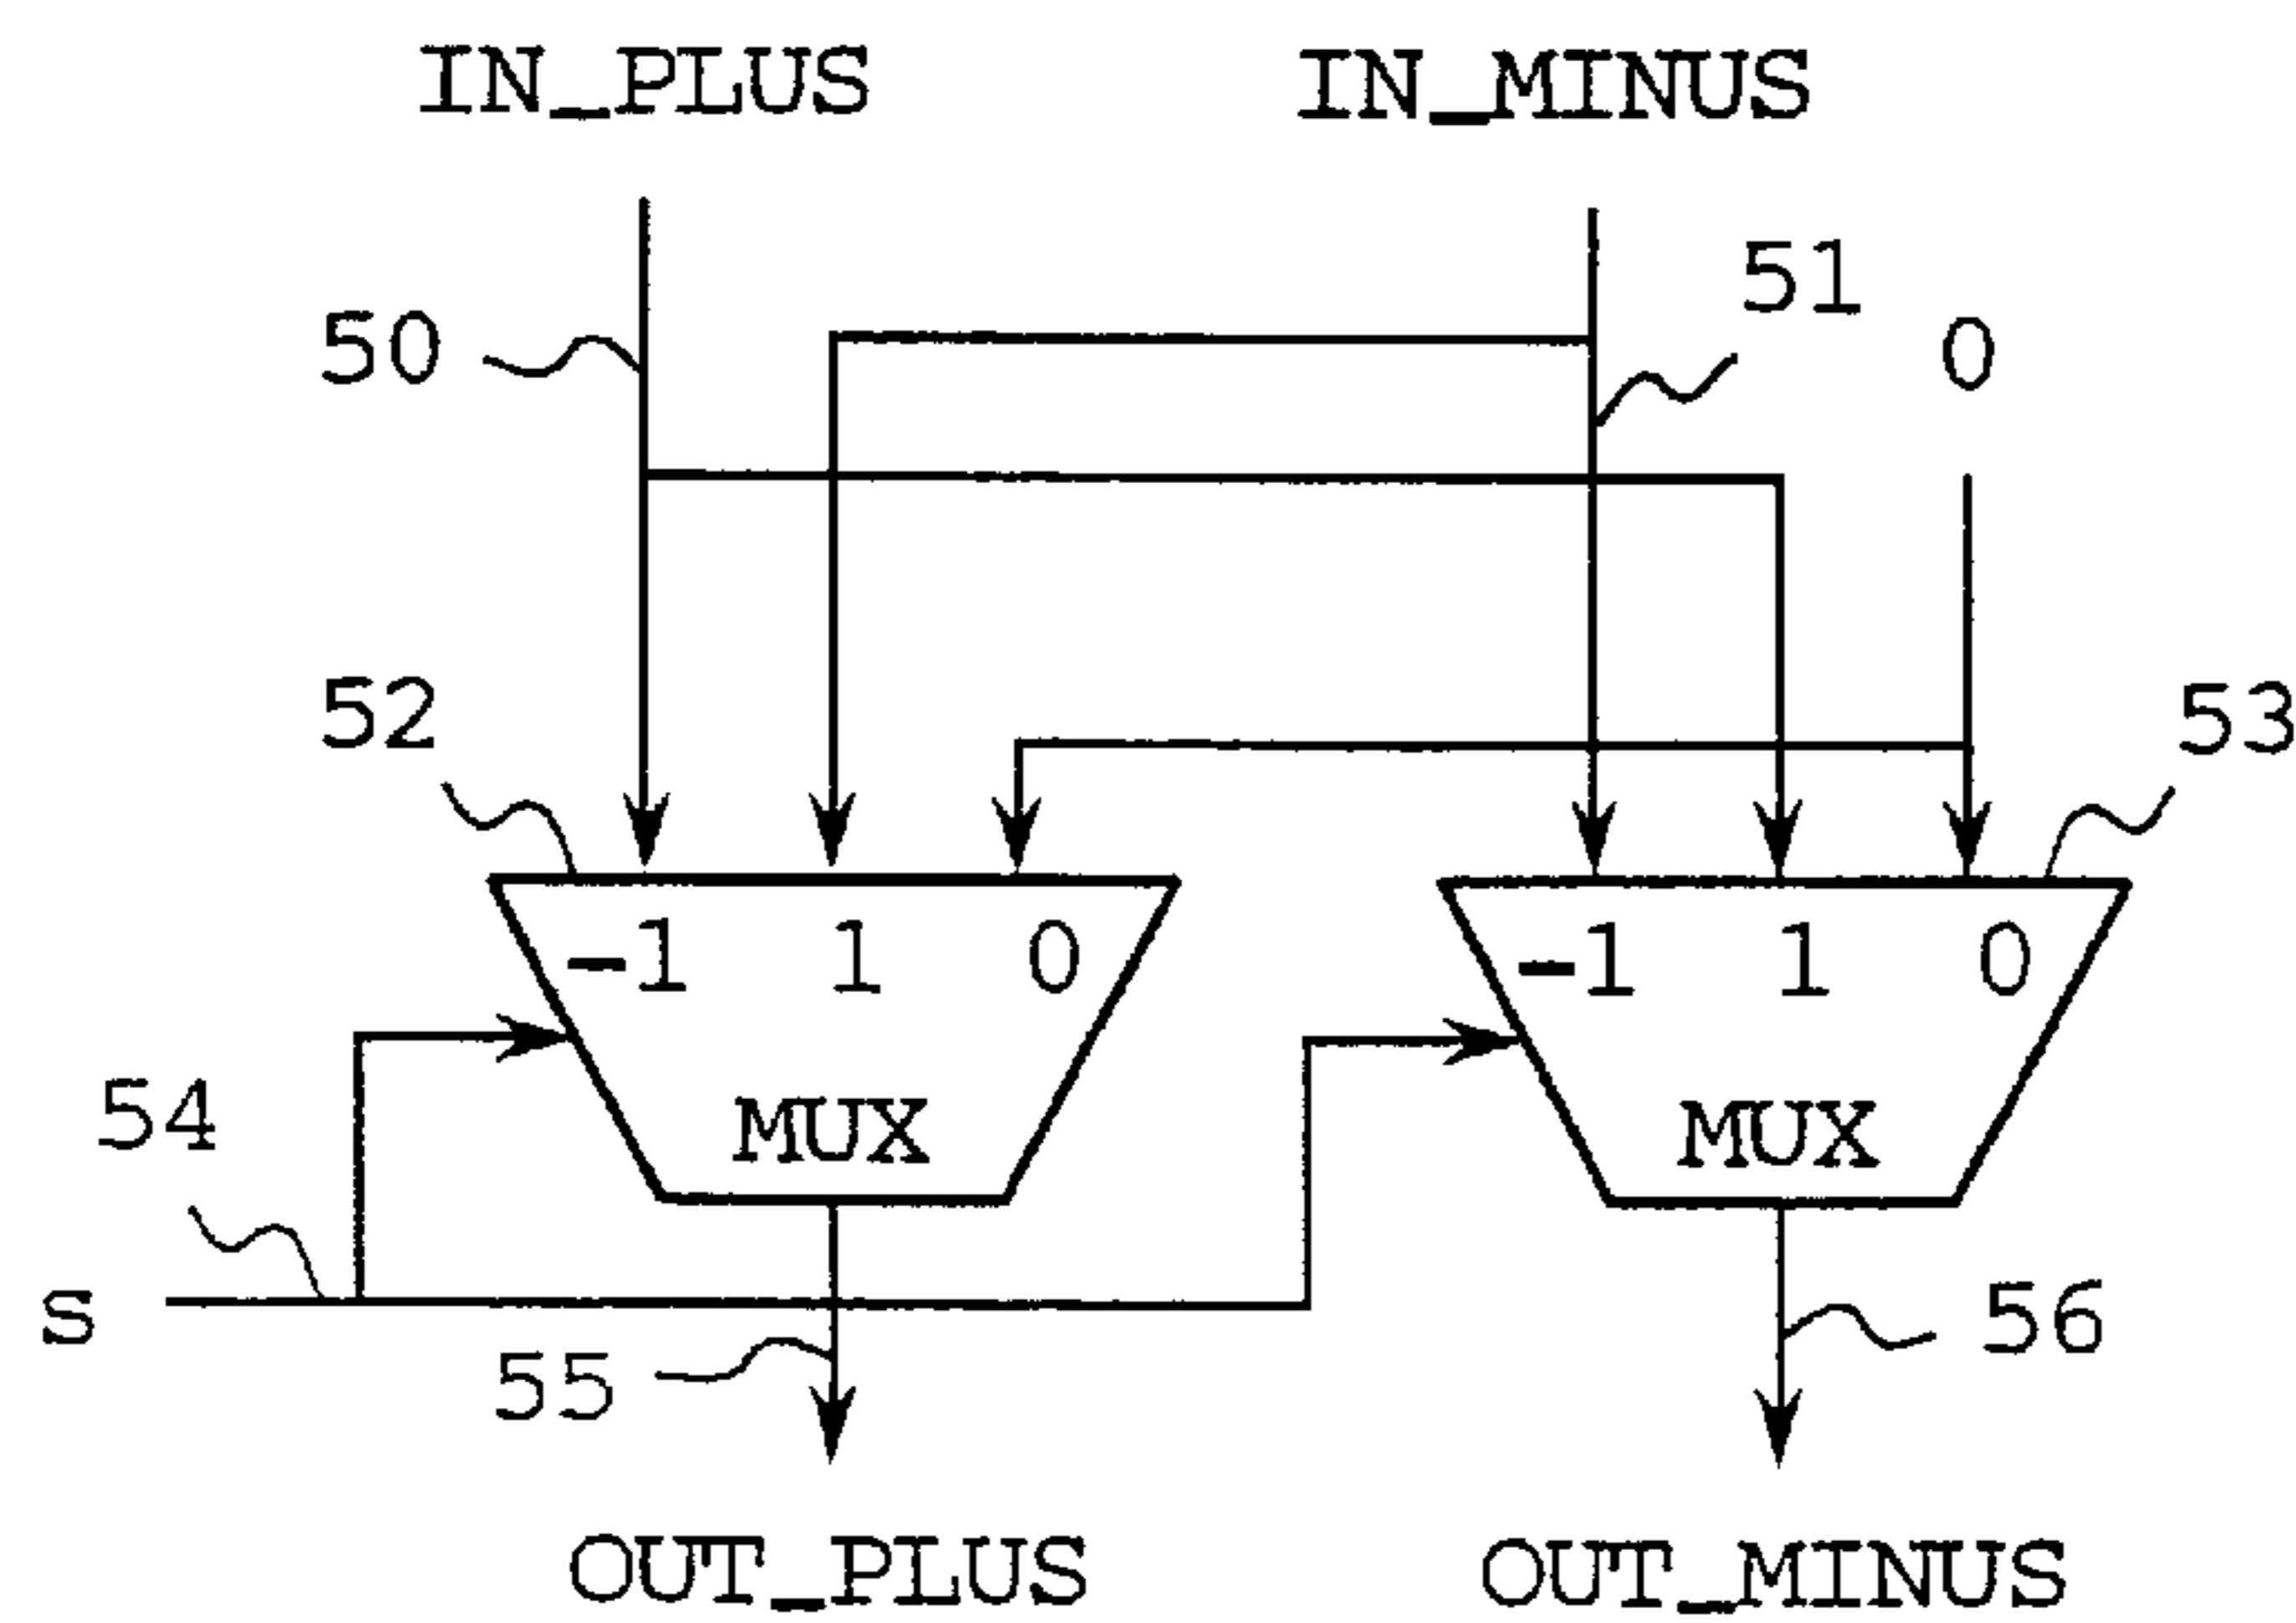 IN_PLUS IN_MINUS
51
50 0
52 53
-1 1 0 -1 1 0
54 MUX MUX
s 56
55
OUT_PLUS OUT_MINUS